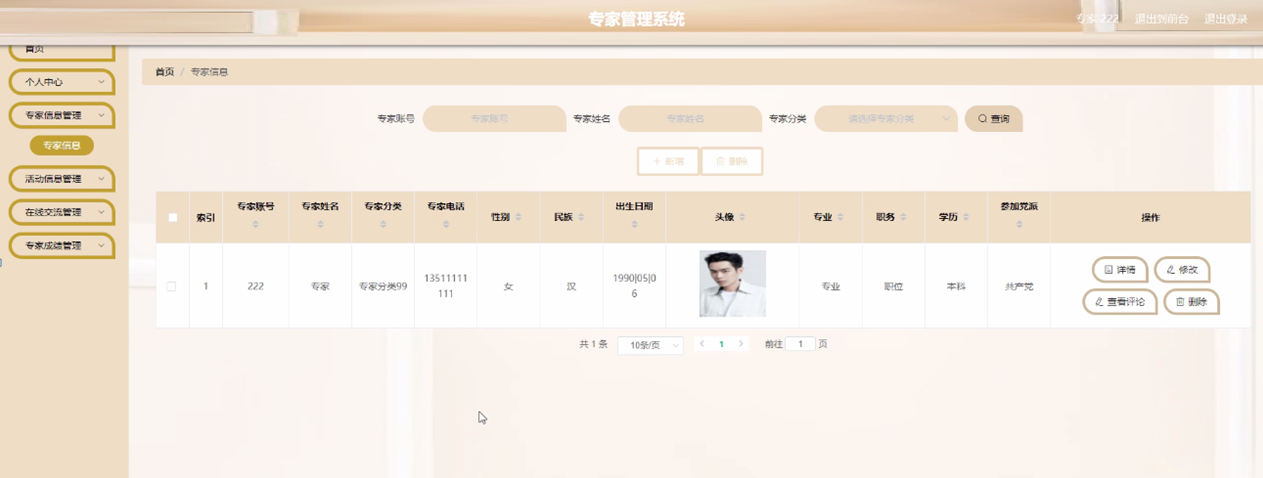 专家管理系统
专家 222 退出到前台 退出登录
首页
个人中心
专家信息管理
专家信息
活动信息管理
在线交流管理
专家成绩管理
首页 / 专家信息
专家账号 专家账号 专家姓名 专家姓名 专家分类 请选择专家分类 查询
+ 新增 删除
索引 专家账号 专家姓名 专家分类 专家电话 性别 民族 出生日期 头像 专业 职务 学历 参加党派 操作
1 222 专家 专家分类99 13511111111 女 汉 1990|05|06 专业 职位 本科 共产党
详情 修改
查看评论 删除
共 1 条 10条/页 < 1 > 前往 1 页